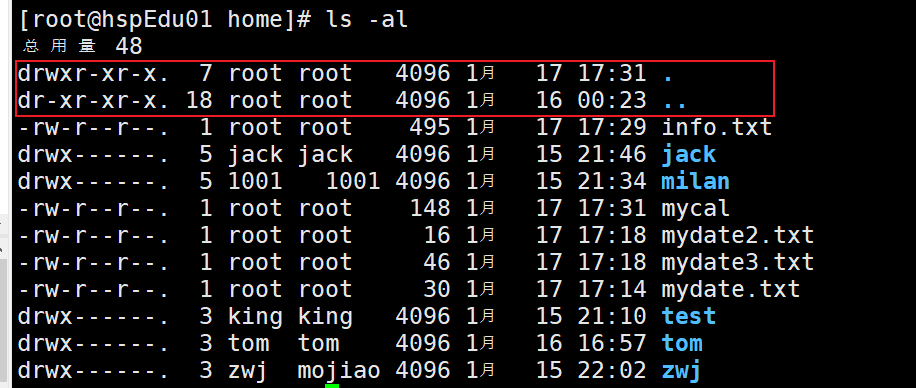 [root@hspEdu01 home]# ls -al
总用量 48
drwxr-xr-x.  7 root root   4096 1月   17 17:31 .
dr-xr-xr-x. 18 root root   4096 1月   16 00:23 ..
-rw-r--r--.  1 root root    495 1月   17 17:29 info.txt
drwx------.  5 jack jack   4096 1月   15 21:46 jack
drwx------.  5 1001   1001 4096 1月   15 21:34 milan
-rw-r--r--.  1 root root    148 1月   17 17:31 mycal
-rw-r--r--.  1 root root     16 1月   17 17:18 mydate2.txt
-rw-r--r--.  1 root root     46 1月   17 17:18 mydate3.txt
-rw-r--r--.  1 root root     30 1月   17 17:14 mydate.txt
drwx------.  3 king king   4096 1月   15 21:10 test
drwx------.  3 tom  tom    4096 1月   16 16:57 tom
drwx------.  3 zwj  mojiao 4096 1月   15 22:02 zwj